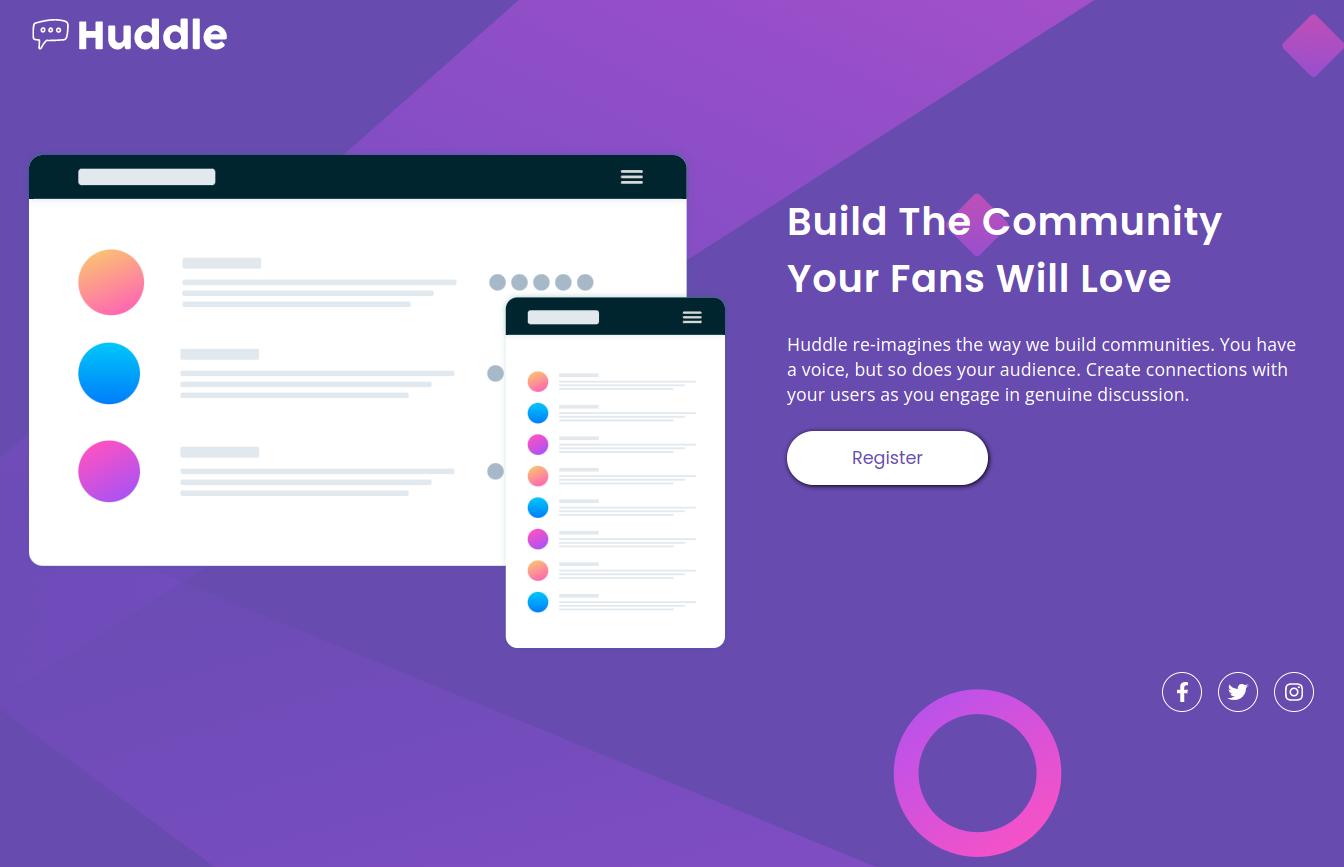 Huddle
Build The Community
Your Fans Will Love
Huddle re-imagines the way we build communities. You have
a voice, but so does your audience. Create connections with
your users as you engage in genuine discussion.
Register